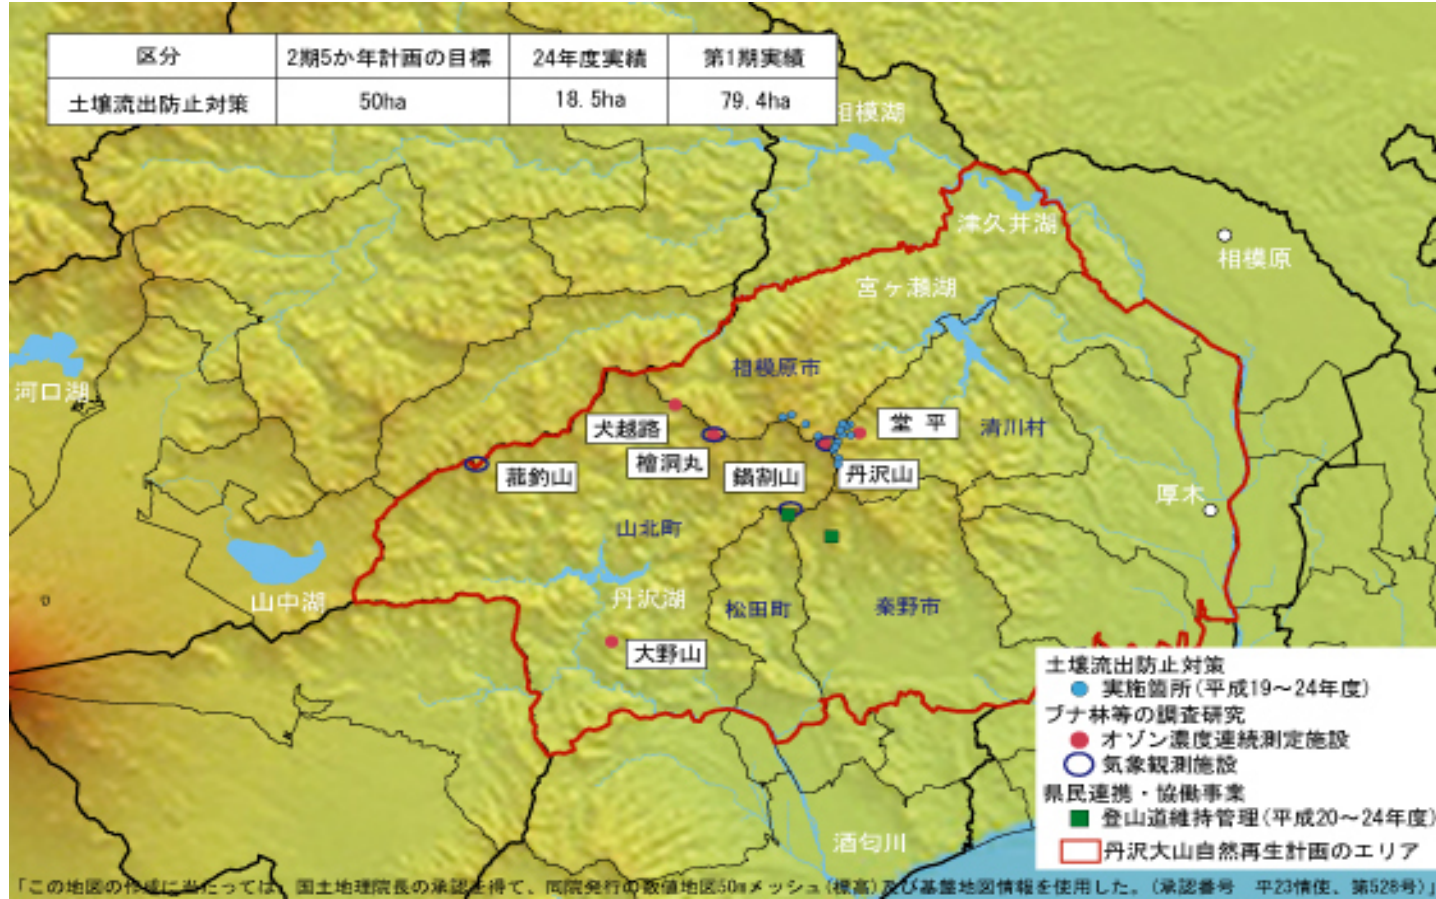 区分 2期5か年計画の目標 24年度実績 第1期実績
土壌流出防止対策 50ha 18.5ha 79.4ha
相模湖
津久井湖
相模原
宮ヶ瀬湖
河口湖
相模原市
犬越路
堂平
清川村
檜洞丸
鍋割山
丹沢山
菰釣山
厚木
山北町
山中湖
丹沢湖
松田町
秦野市
大野山
酒匂川
土壌流出防止対策
実施箇所(平成19～24年度)
ブナ林等の調査研究
オゾン濃度連続測定施設
気象観測施設
県民連携・協働事業
登山道維持管理(平成20～24年度)
丹沢大山自然再生計画のエリア
「この地図の作成に当たっては、国土地理院長の承認を得て、同院発行の数値地図50mメッシュ(標高)及び基盤地図情報を使用した。(承認番号　平23情使、第528号)」